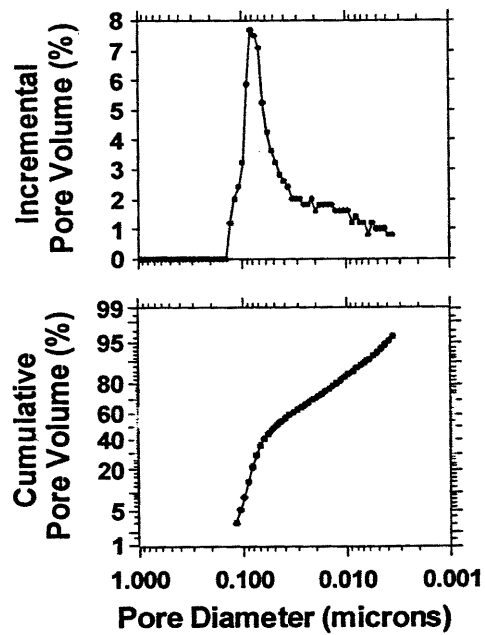 Incremental
Pore Volume (%)
8
7
6
5
4
3
2
1
0
Cumulative
Pore Volume (%)
99
95
80
60
40
20
5
1
1.000 0.100 0.010 0.001
Pore Diameter (microns)